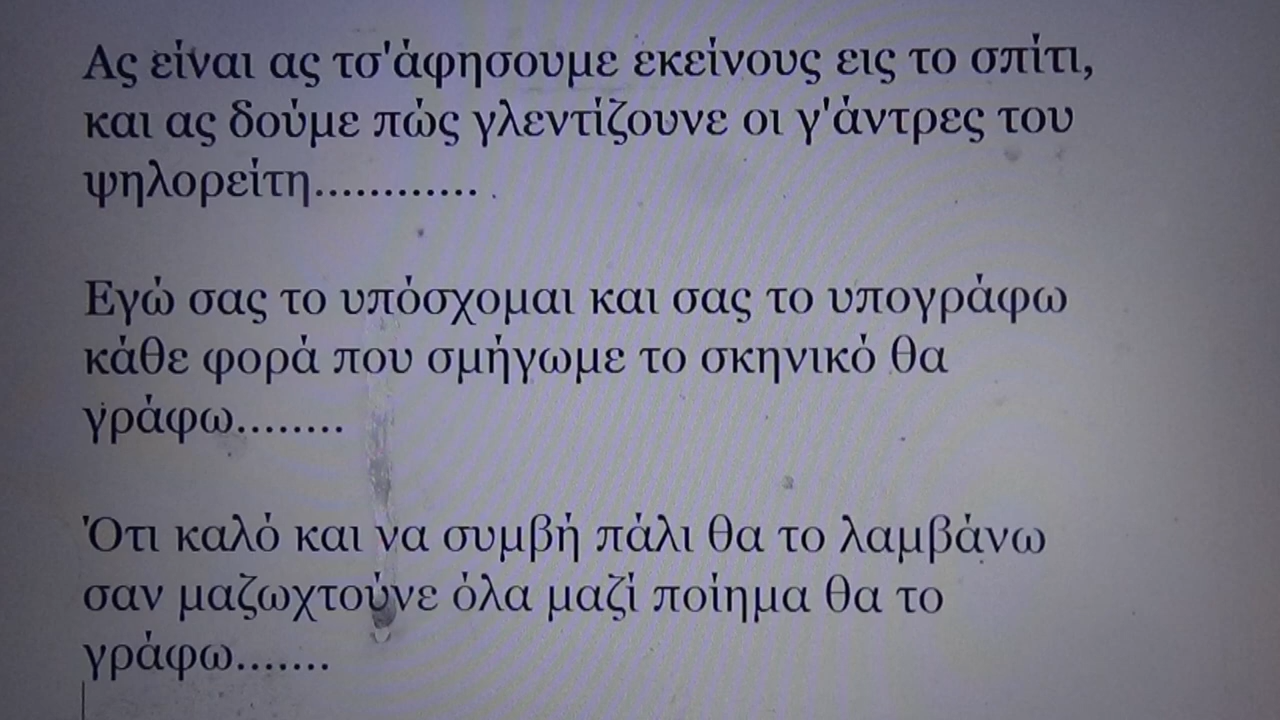 Ας είναι ας τσ'άφησουμε εκείνους εις το σπίτι,
και ας δούμε πώς γλεντίζουνε οι γ'άντρες του
ψηλορείτη............ .
Εγώ σας το υπόσχομαι και σας το υπογράφω
κάθε φορά που σμήγωμε το σκηνικό θα
γράφω........
Ότι καλό και να συμβή πάλι θα το λαμβάνω
σαν μαζωχτούνε όλα μαζί ποίημα θα το
γράφω.......